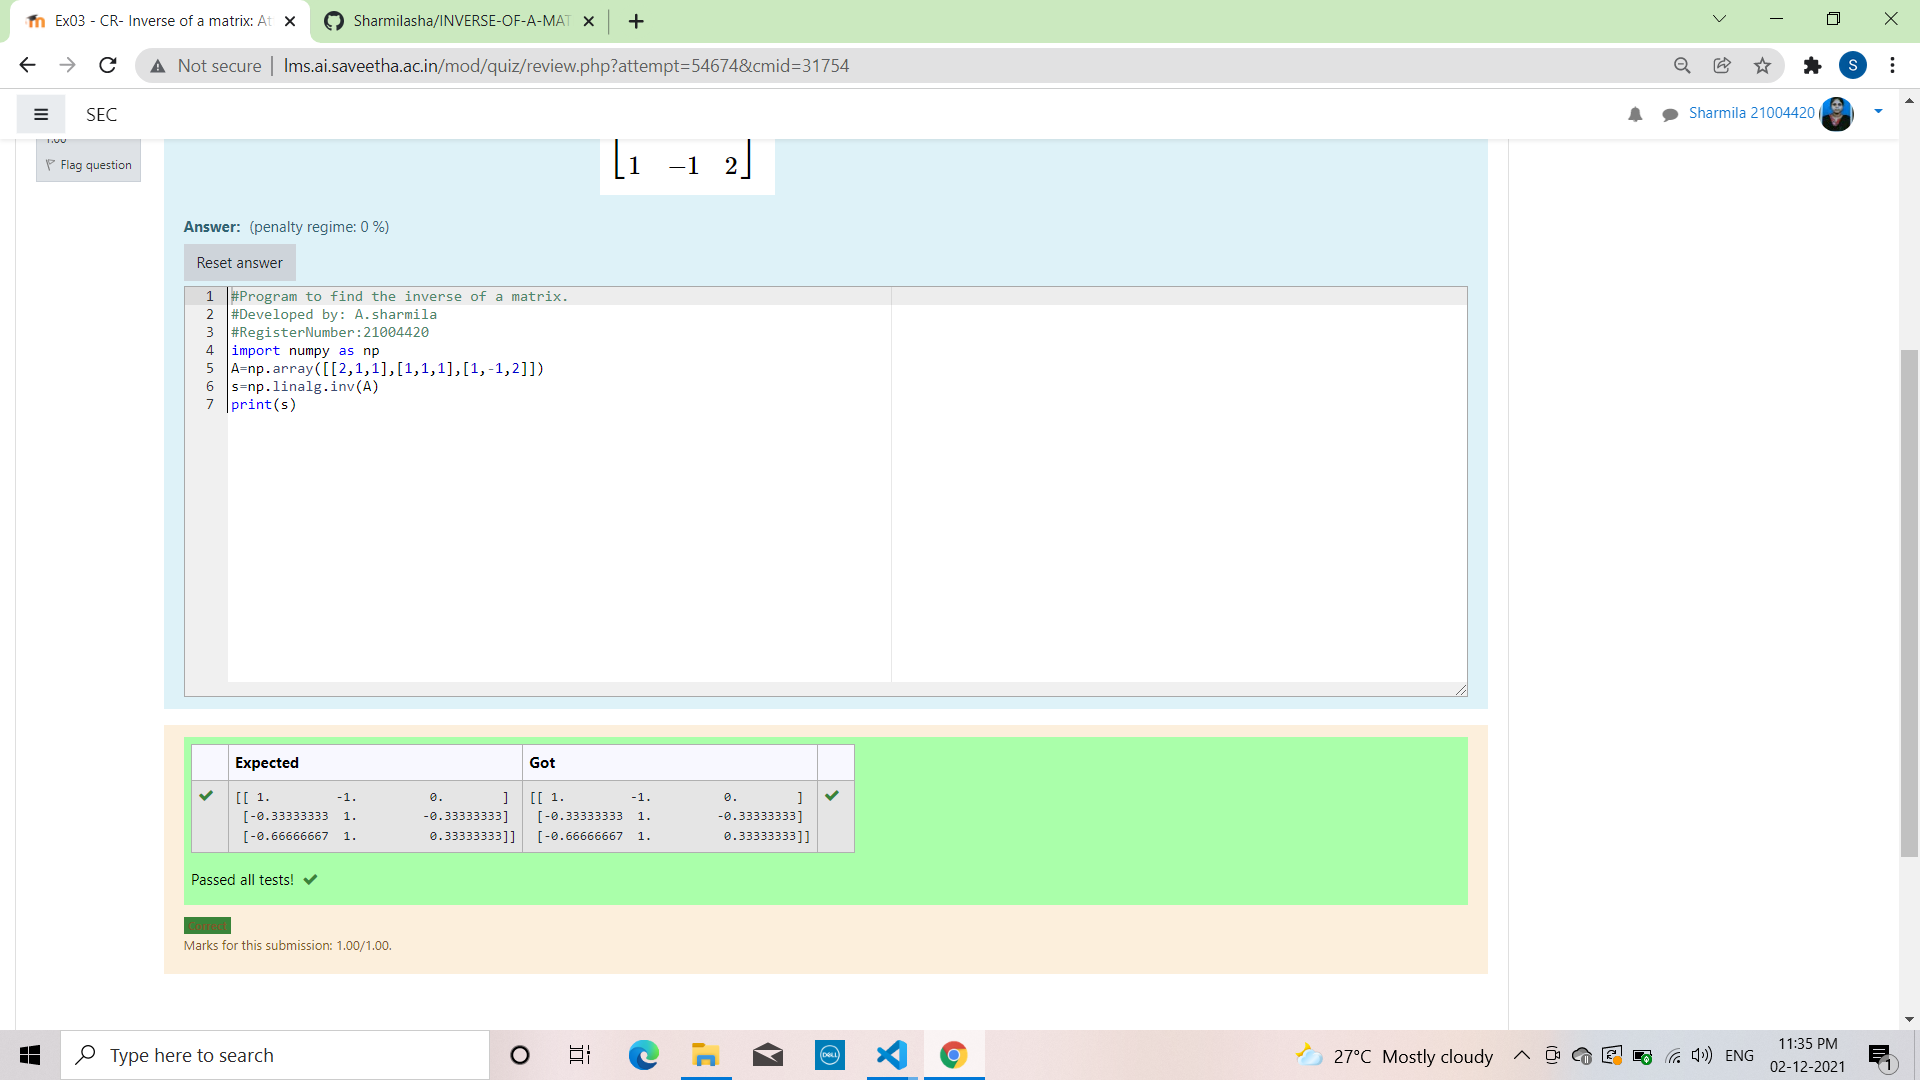 Ex03 - CR- Inverse of a matrix: At
Sharmilasha/INVERSE-OF-A-MAT
Not secure
lms.ai.saveetha.ac.in/mod/quiz/review.php?attempt=54674&cmid=31754
S
SEC
Sharmila 21004420
1.00
Flag question
1 −1 2
Answer: (penalty regime: 0 %)
Reset answer
1 #Program to find the inverse of a matrix.
2 #Developed by: A.sharmila
3 #RegisterNumber:21004420
4 import numpy as np
5 A=np.array([[2,1,1],[1,1,1],[1,-1,2]])
6 s=np.linalg.inv(A)
7 print(s)
Expected Got
[[ 1. -1. 0. ] [[ 1. -1. 0. ]
[-0.33333333 1. -0.33333333] [-0.33333333 1. -0.33333333]
[-0.66666667 1. 0.33333333]] [-0.66666667 1. 0.33333333]]
Passed all tests!
Correct
Marks for this submission: 1.00/1.00.
Type here to search
DELL
27°C Mostly cloudy
ENG
11:35 PM
02-12-2021
1